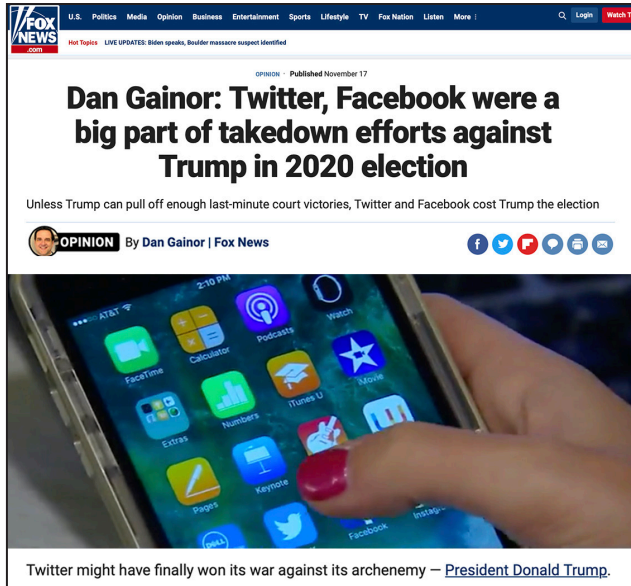 FOX
NEWS
.com
U.S. Politics Media Opinion Business Entertainment Sports Lifestyle TV Fox Nation Listen More
Login Watch T
Hot Topics LIVE UPDATES: Biden speaks, Boulder massacre suspect identified
OPINION · Published November 17
Dan Gainor: Twitter, Facebook were a
big part of takedown efforts against
Trump in 2020 election
Unless Trump can pull off enough last-minute court victories, Twitter and Facebook cost Trump the election
OPINION By Dan Gainor | Fox News
AT&T 2:10 PM
FaceTime Calculator Podcasts Watch
Extras Numbers iTunes U iMovie
Pages Keynote
DELL Facebook Instag
Twitter might have finally won its war against its archenemy — President Donald Trump.